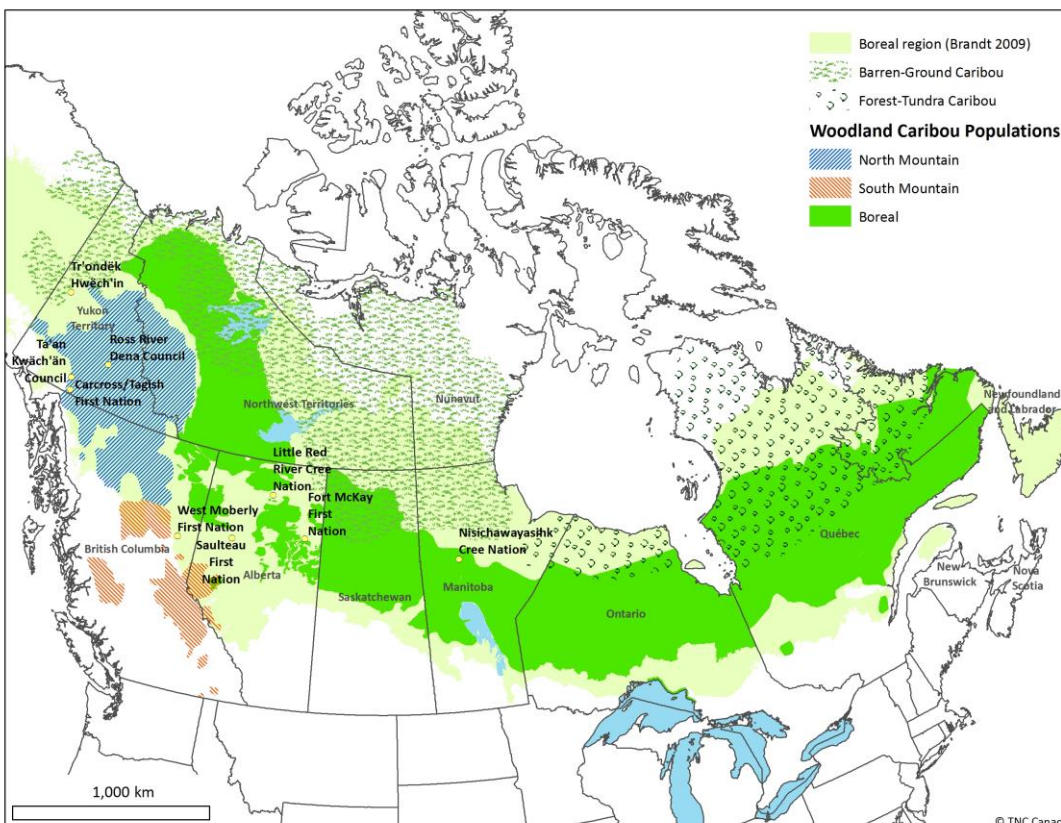 Boreal region (Brandt 2009)
Barren-Ground Caribou
Forest-Tundra Caribou
Woodland Caribou Populations
North Mountain
South Mountain
Boreal
Tr'ondëk
Hwëch'in
Yukon
Territory
Ross River
Dena Council
Ta'an
Kwäch'än
Council
Carcross/Tagish
First Nation
Northwest Territories
Nunavut
Newfoundland
and Labrador
Little Red
River Cree
Nation
Fort McKay
First
Nation
West Moberly
First Nation
Saulteau
First
Nation
British Columbia
Alberta
Nisichawayasihk
Cree Nation
Saskatchewan
Manitoba
Ontario
Québec
New
Brunswick
Nova
Scotia
1,000 km
© TNC Canad